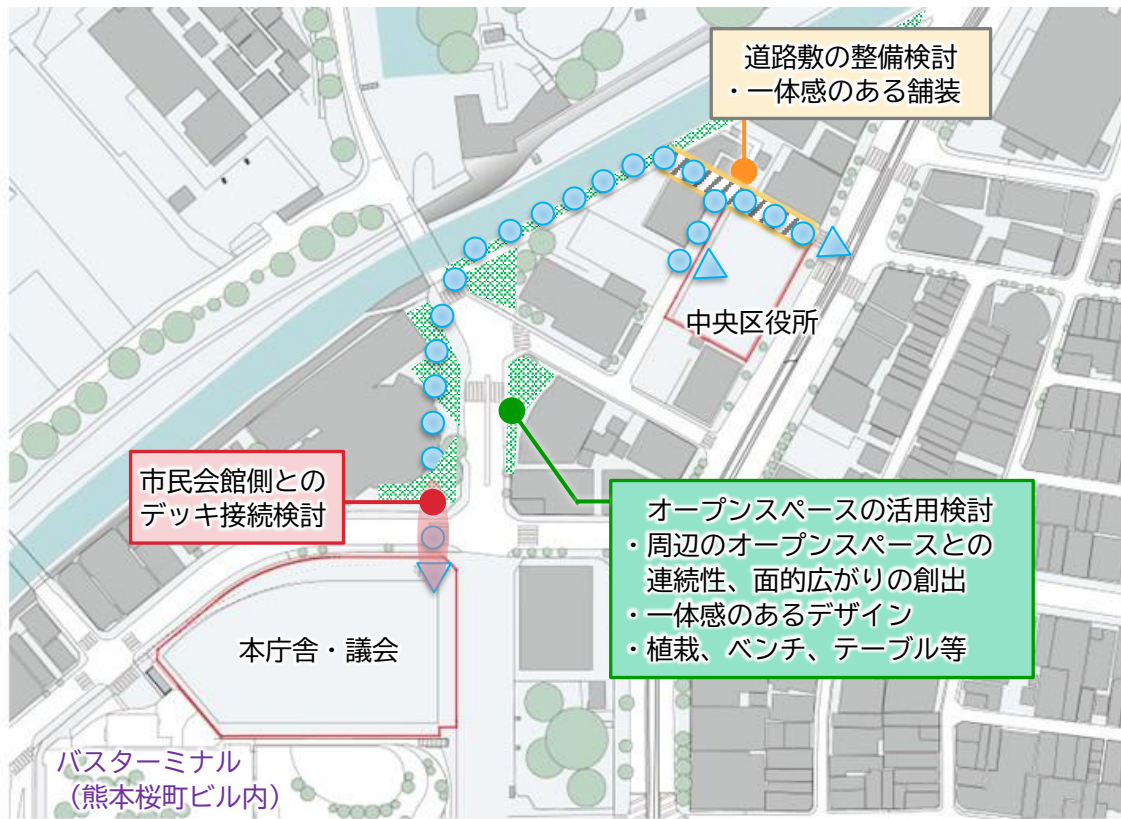 道路敷の整備検討
・一体感のある舗装
中央区役所
市民会館側との
デッキ接続検討
オープンスペースの活用検討
・周辺のオープンスペースとの
連続性、面的広がりの創出
・一体感のあるデザイン
・植栽、ベンチ、テーブル等
本庁舎・議会
バスターミナル
（熊本桜町ビル内）